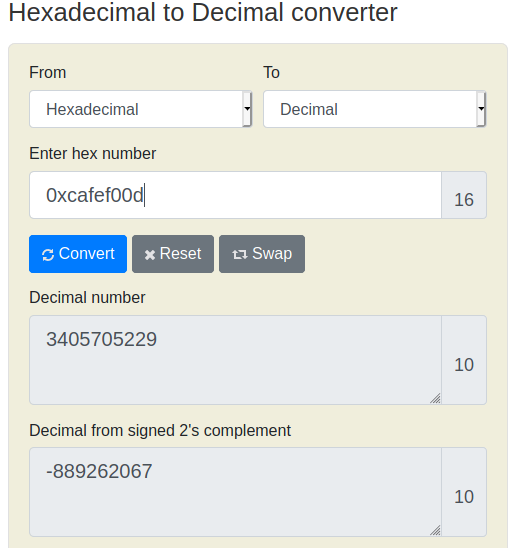 Hexadecimal to Decimal converter
From To
Hexadecimal Decimal
Enter hex number
0xcafef00d 16
Convert Reset Swap
Decimal number
3405705229
10
Decimal from signed 2's complement
-889262067
10